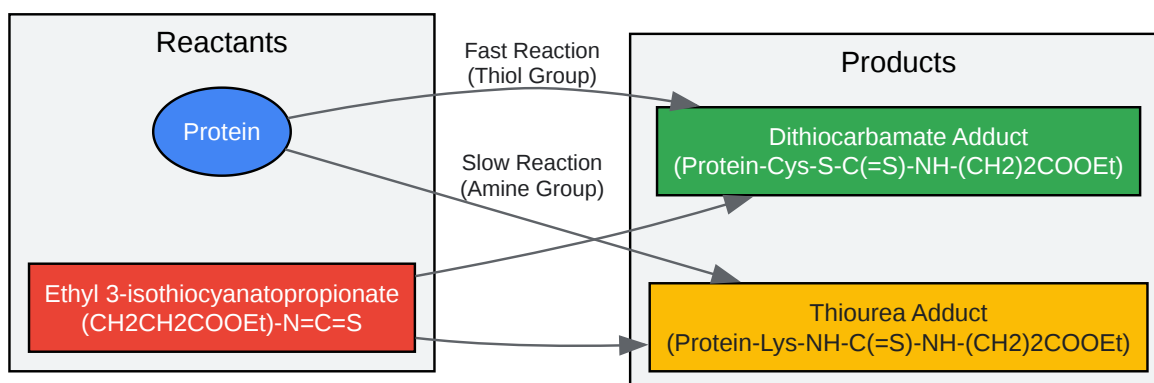 Reactants
Protein
Ethyl 3-isothiocyanatopropionate
(CH2CH2COOEt)-N=C=S
Fast Reaction
(Thiol Group)
Slow Reaction
(Amine Group)
Products
Dithiocarbamate Adduct
(Protein-Cys-S-C(=S)-NH-(CH2)2COOEt)
Thiourea Adduct
(Protein-Lys-NH-C(=S)-NH-(CH2)2COOEt)